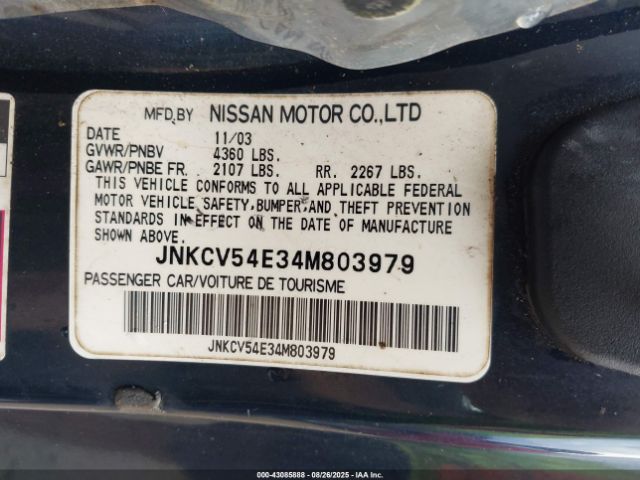 MFD.BY NISSAN MOTOR CO.,LTD
DATE 11/03
GVWR/PNBV 4360 LBS.
GAWR/PNBE FR. 2107 LBS. RR. 2267 LBS.
THIS VEHICLE CONFORMS TO ALL APPLICABLE FEDERAL
MOTOR VEHICLE SAFETY,BUMPER,AND THEFT PREVENTION
STANDARDS IN EFFECT ON THE DATE OF MANUFACTURE
SHOWN ABOVE.
JNKCV54E34M803979
PASSENGER CAR/VOITURE DE TOURISME
JNKCV54E34M803979
000-43085888 - 08/26/2025 - IAA Inc.